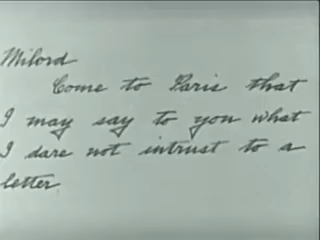 Milord
Come to Paris that
I may say to you what
I dare not intrust to a
letter